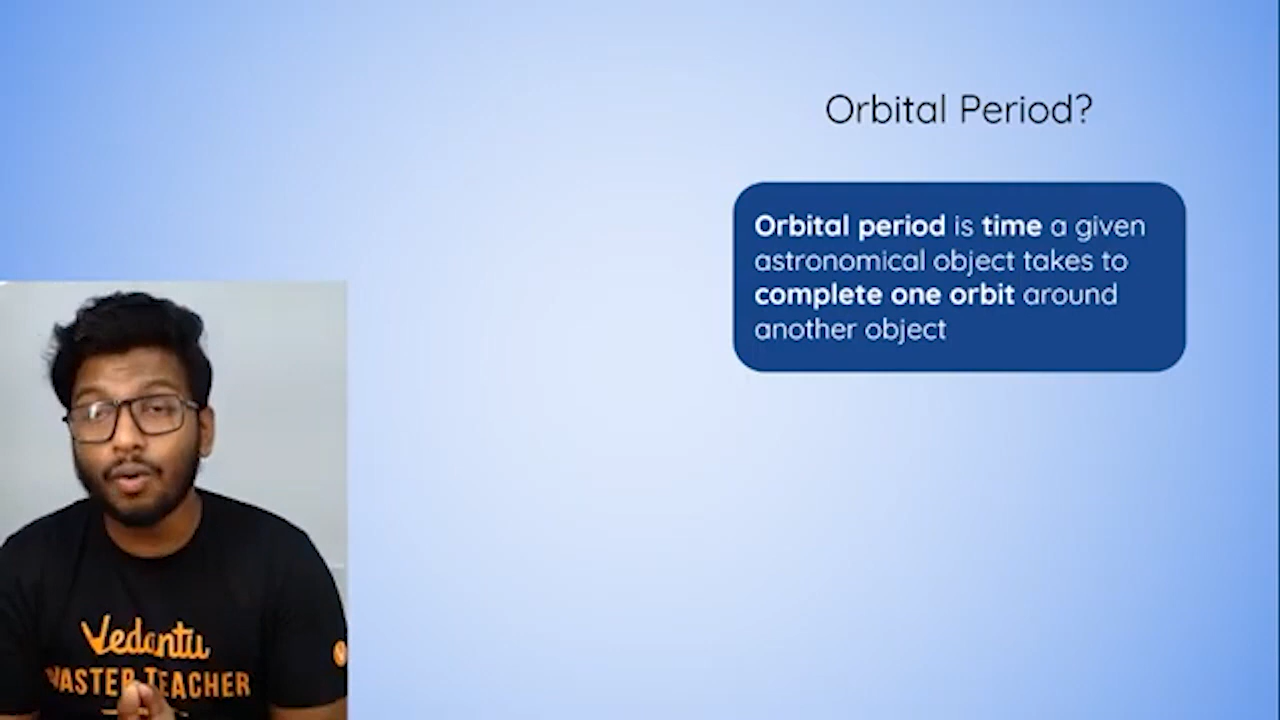 Orbital Period?
Orbital period is time a given
astronomical object takes to
complete one orbit around
another object
Vedantu
MASTER TEACHER